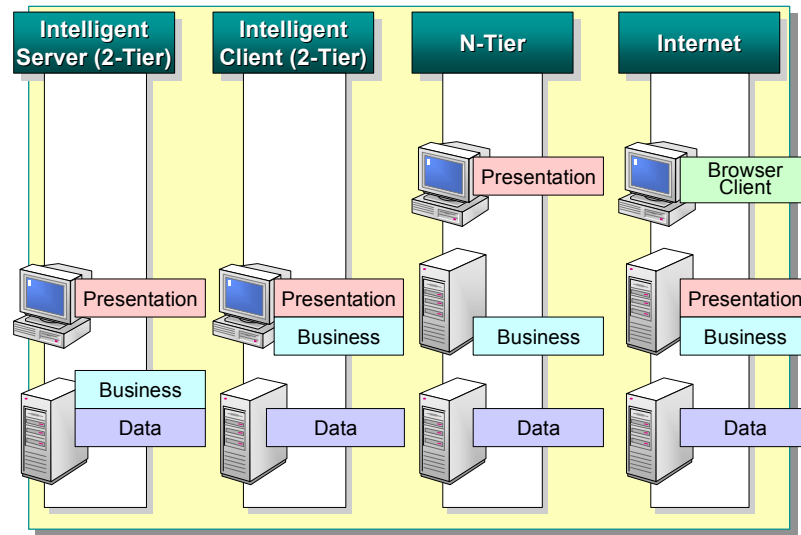 Intelligent
Server (2-Tier)
Intelligent
Client (2-Tier)
N-Tier
Internet
Presentation
Browser
Client
Presentation
Presentation
Presentation
Business
Business
Business
Business
Data
Data
Data
Data